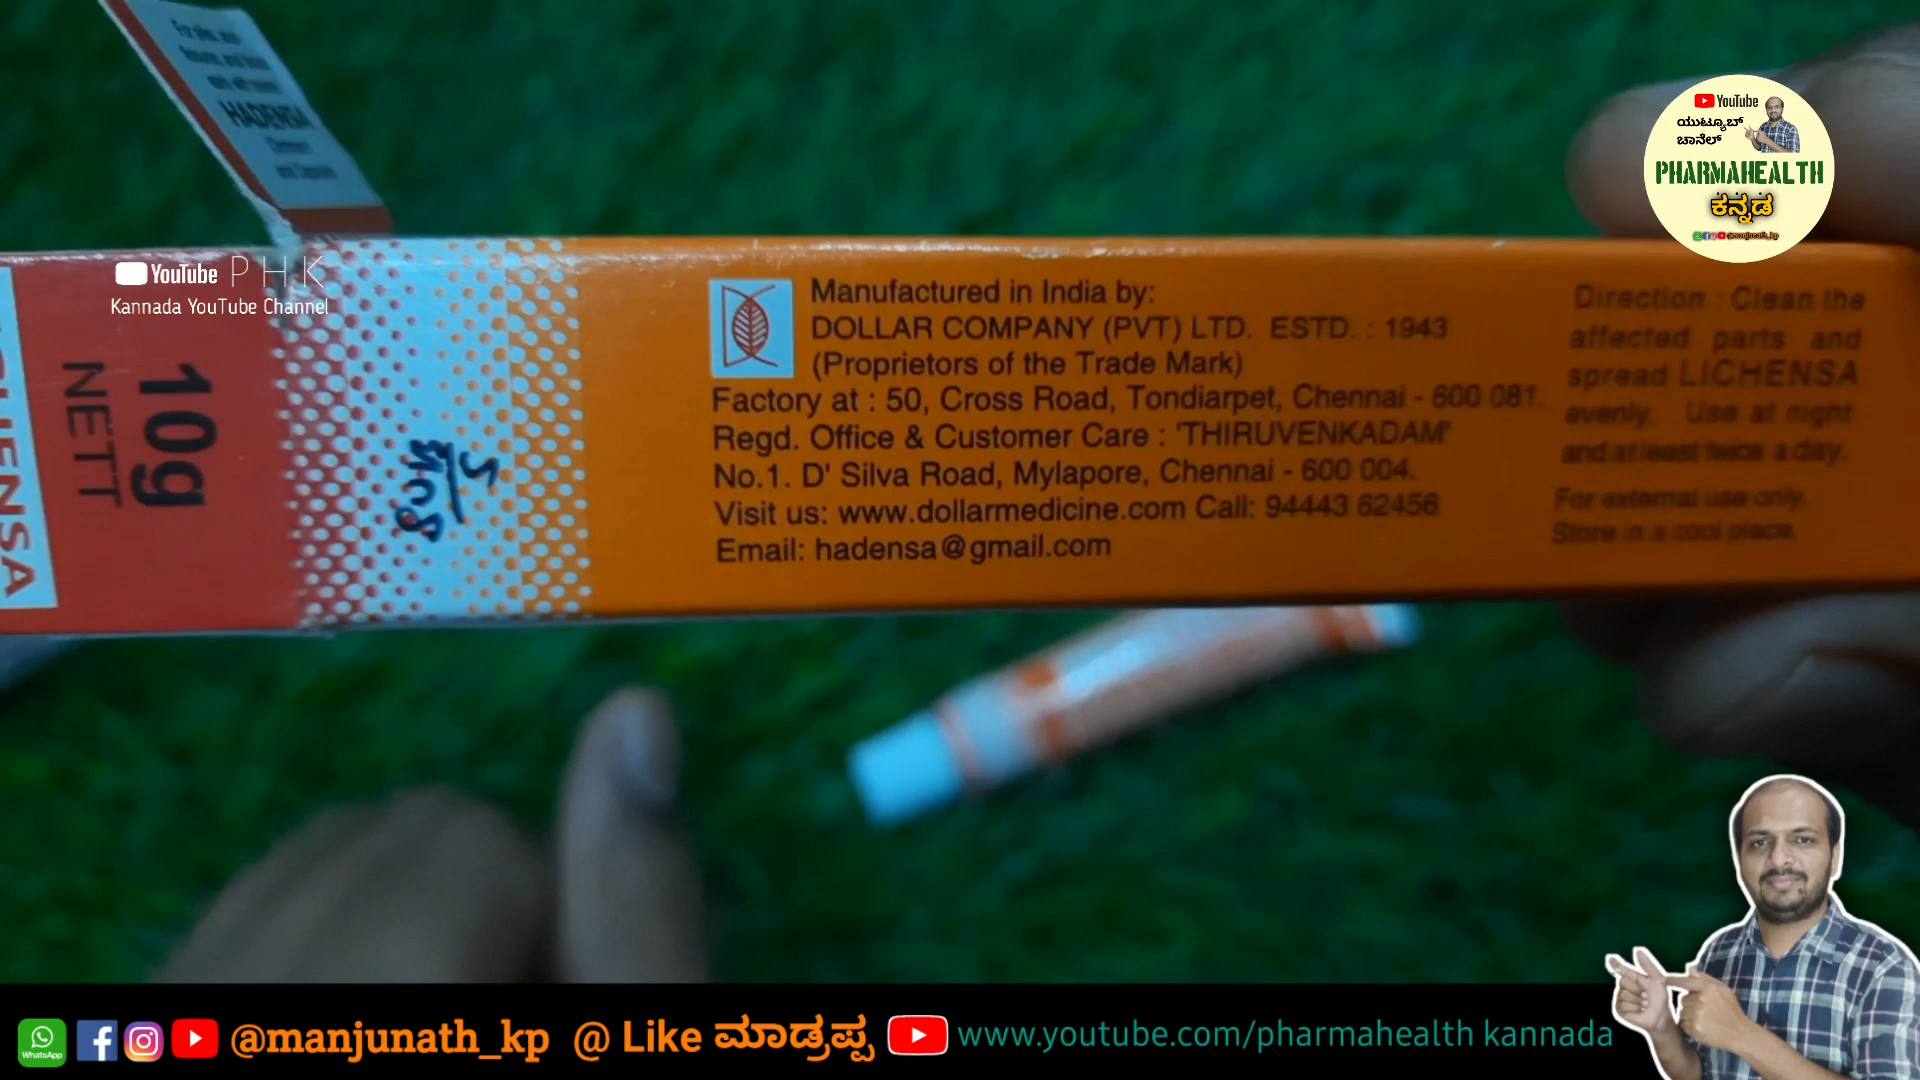 HADENSA
YouTube
ಯುಟ್ಯೂಬ್
ಚಾನೆಲ್
PHARMAHEALTH
ಕನ್ನಡ
@manjunath_kp
YouTube PHK
Kannada YouTube Channel
10g
NETT
Manufactured in India by:
DOLLAR COMPANY (PVT) LTD. ESTD. : 1943
(Proprietors of the Trade Mark)
Factory at : 50, Cross Road, Tondiarpet, Chennai - 600 081.
Regd. Office & Customer Care : 'THIRUVENKADAM'
No.1. D' Silva Road, Mylapore, Chennai - 600 004.
Visit us: www.dollarmedicine.com Call: 94443 62456
Email: hadensa@gmail.com
Direction : Clean the
affected parts and
spread LICHENSA
evenly. Use at night
and at least twice a day.
For external use only.
Store in a cool place.
WhatsApp
@manjunath_kp @ Like ಮಾಡ್ರಪ್ಪ www.youtube.com/pharmahealth kannada